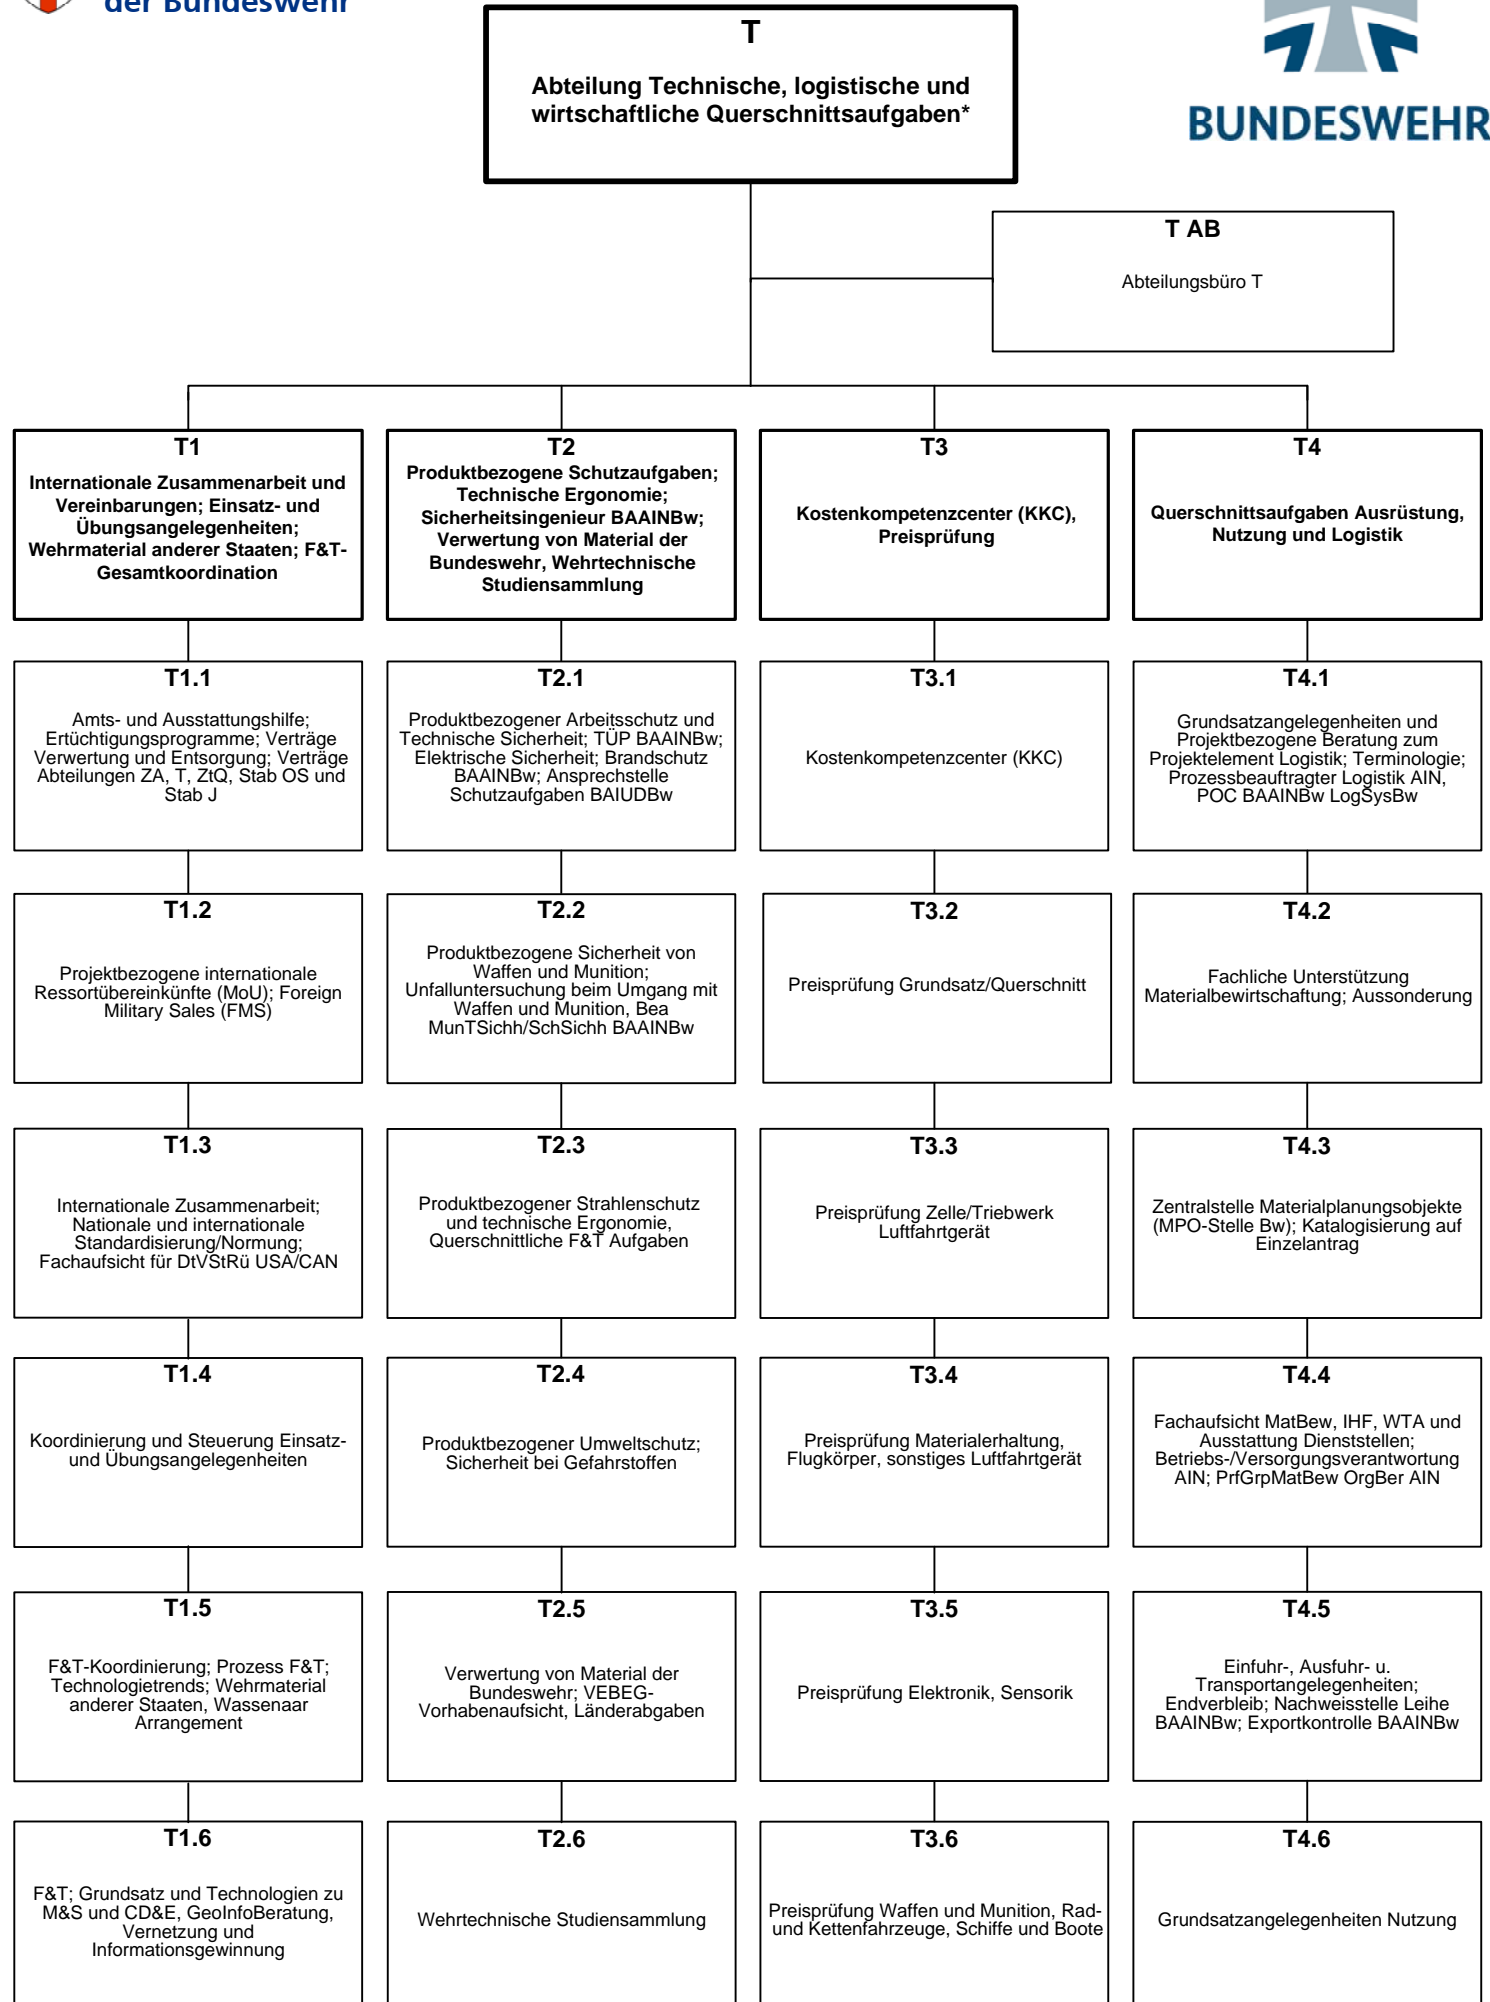 der Bundeswehr
T
Abteilung Technische, logistische und
wirtschaftliche Querschnittsaufgaben*
BUNDESWEHR
T AB
Abteilungsbüro T
T1
Internationale Zusammenarbeit und
Vereinbarungen; Einsatz- und
Übungsangelegenheiten;
Wehrmaterial anderer Staaten; F&T-
Gesamtkoordination
T2
Produktbezogene Schutzaufgaben;
Technische Ergonomie;
Sicherheitsingenieur BAAINBw;
Verwertung von Material der
Bundeswehr, Wehrtechnische
Studiensammlung
T3
Kostenkompetenzcenter (KKC),
Preisprüfung
T4
Querschnittsaufgaben Ausrüstung,
Nutzung und Logistik
T1.1
Amts- und Ausstattungshilfe;
Ertüchtigungsprogramme; Verträge
Verwertung und Entsorgung; Verträge
Abteilungen ZA, T, ZtQ, Stab OS und
Stab J
T2.1
Produktbezogener Arbeitsschutz und
Technische Sicherheit; TÜP BAAINBw;
Elektrische Sicherheit; Brandschutz
BAAINBw; Ansprechstelle
Schutzaufgaben BAIUDBw
T3.1
Kostenkompetenzcenter (KKC)
T4.1
Grundsatzangelegenheiten und
Projektbezogene Beratung zum
Projektelement Logistik; Terminologie;
Prozessbeauftragter Logistik AIN,
POC BAAINBw LogSysBw
T1.2
Projektbezogene internationale
Ressortübereinkünfte (MoU); Foreign
Military Sales (FMS)
T2.2
Produktbezogene Sicherheit von
Waffen und Munition;
Unfalluntersuchung beim Umgang mit
Waffen und Munition, Bea
MunTSichh/SchSichh BAAINBw
T3.2
Preisprüfung Grundsatz/Querschnitt
T4.2
Fachliche Unterstützung
Materialbewirtschaftung; Aussonderung
T1.3
Internationale Zusammenarbeit;
Nationale und internationale
Standardisierung/Normung;
Fachaufsicht für DtVStRü USA/CAN
T2.3
Produktbezogener Strahlenschutz
und technische Ergonomie,
Querschnittliche F&T Aufgaben
T3.3
Preisprüfung Zelle/Triebwerk
Luftfahrtgerät
T4.3
Zentralstelle Materialplanungsobjekte
(MPO-Stelle Bw); Katalogisierung auf
Einzelantrag
T1.4
Koordinierung und Steuerung Einsatz-
und Übungsangelegenheiten
T2.4
Produktbezogener Umweltschutz;
Sicherheit bei Gefahrstoffen
T3.4
Preisprüfung Materialerhaltung,
Flugkörper, sonstiges Luftfahrtgerät
T4.4
Fachaufsicht MatBew, IHF, WTA und
Ausstattung Dienststellen;
Betriebs-/Versorgungsverantwortung
AIN; PrfGrpMatBew OrgBer AIN
T1.5
F&T-Koordinierung; Prozess F&T;
Technologietrends; Wehrmaterial
anderer Staaten, Wassenaar
Arrangement
T2.5
Verwertung von Material der
Bundeswehr; VEBEG-
Vorhabenaufsicht, Länderabgaben
T3.5
Preisprüfung Elektronik, Sensorik
T4.5
Einfuhr-, Ausfuhr- u.
Transportangelegenheiten;
Endverbleib; Nachweisstelle Leihe
BAAINBw; Exportkontrolle BAAINBw
T1.6
F&T; Grundsatz und Technologien zu
M&S und CD&E, GeoInfoBeratung,
Vernetzung und
Informationsgewinnung
T2.6
Wehrtechnische Studiensammlung
T3.6
Preisprüfung Waffen und Munition, Rad-
und Kettenfahrzeuge, Schiffe und Boote
T4.6
Grundsatzangelegenheiten Nutzung